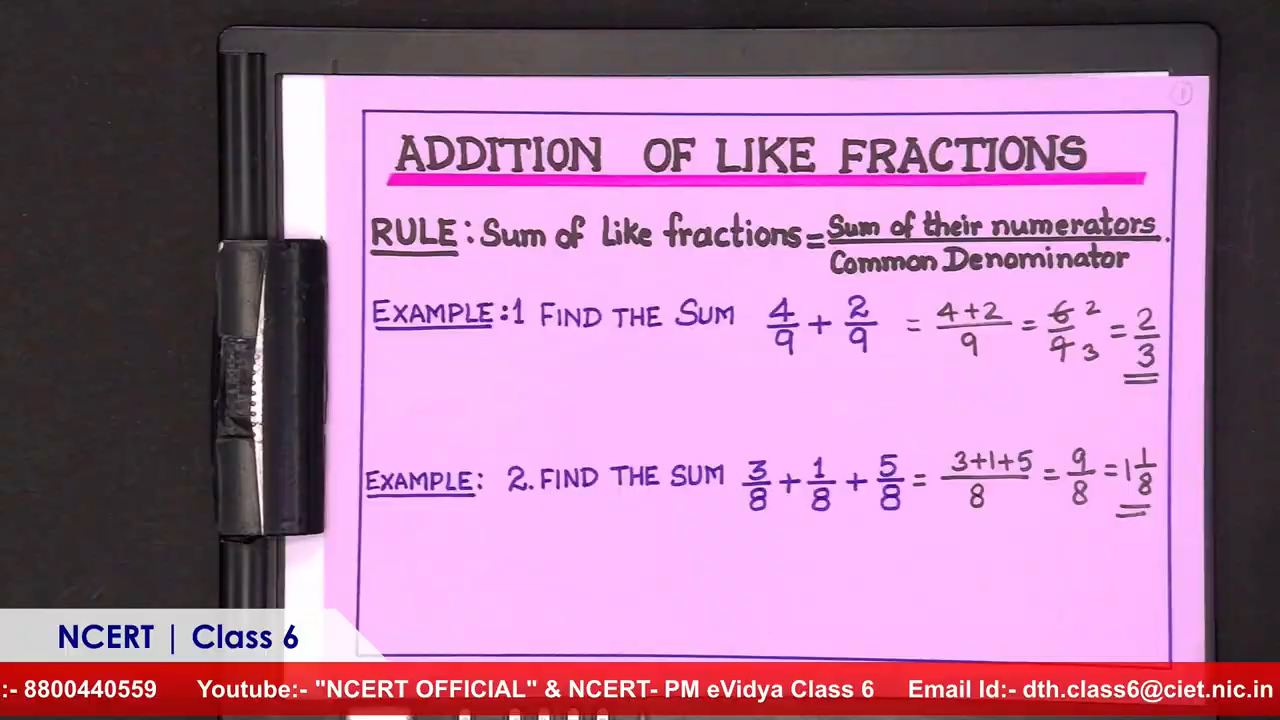 ADDITION OF LIKE FRACTIONS
RULE: Sum of Like fractions = Sum of their numerators / Common Denominator.
EXAMPLE:1 FIND THE SUM 4/9 + 2/9 = 4+2/9 = 6/9 2/3 = 2/3
EXAMPLE: 2. FIND THE SUM 3/8 + 1/8 + 5/8 = 3+1+5/8 = 9/8 = 1 1/8
NCERT | Class 6
:- 8800440559 Youtube:- "NCERT OFFICIAL" & NCERT- PM eVidya Class 6 Email Id:- dth.class6@ciet.nic.in